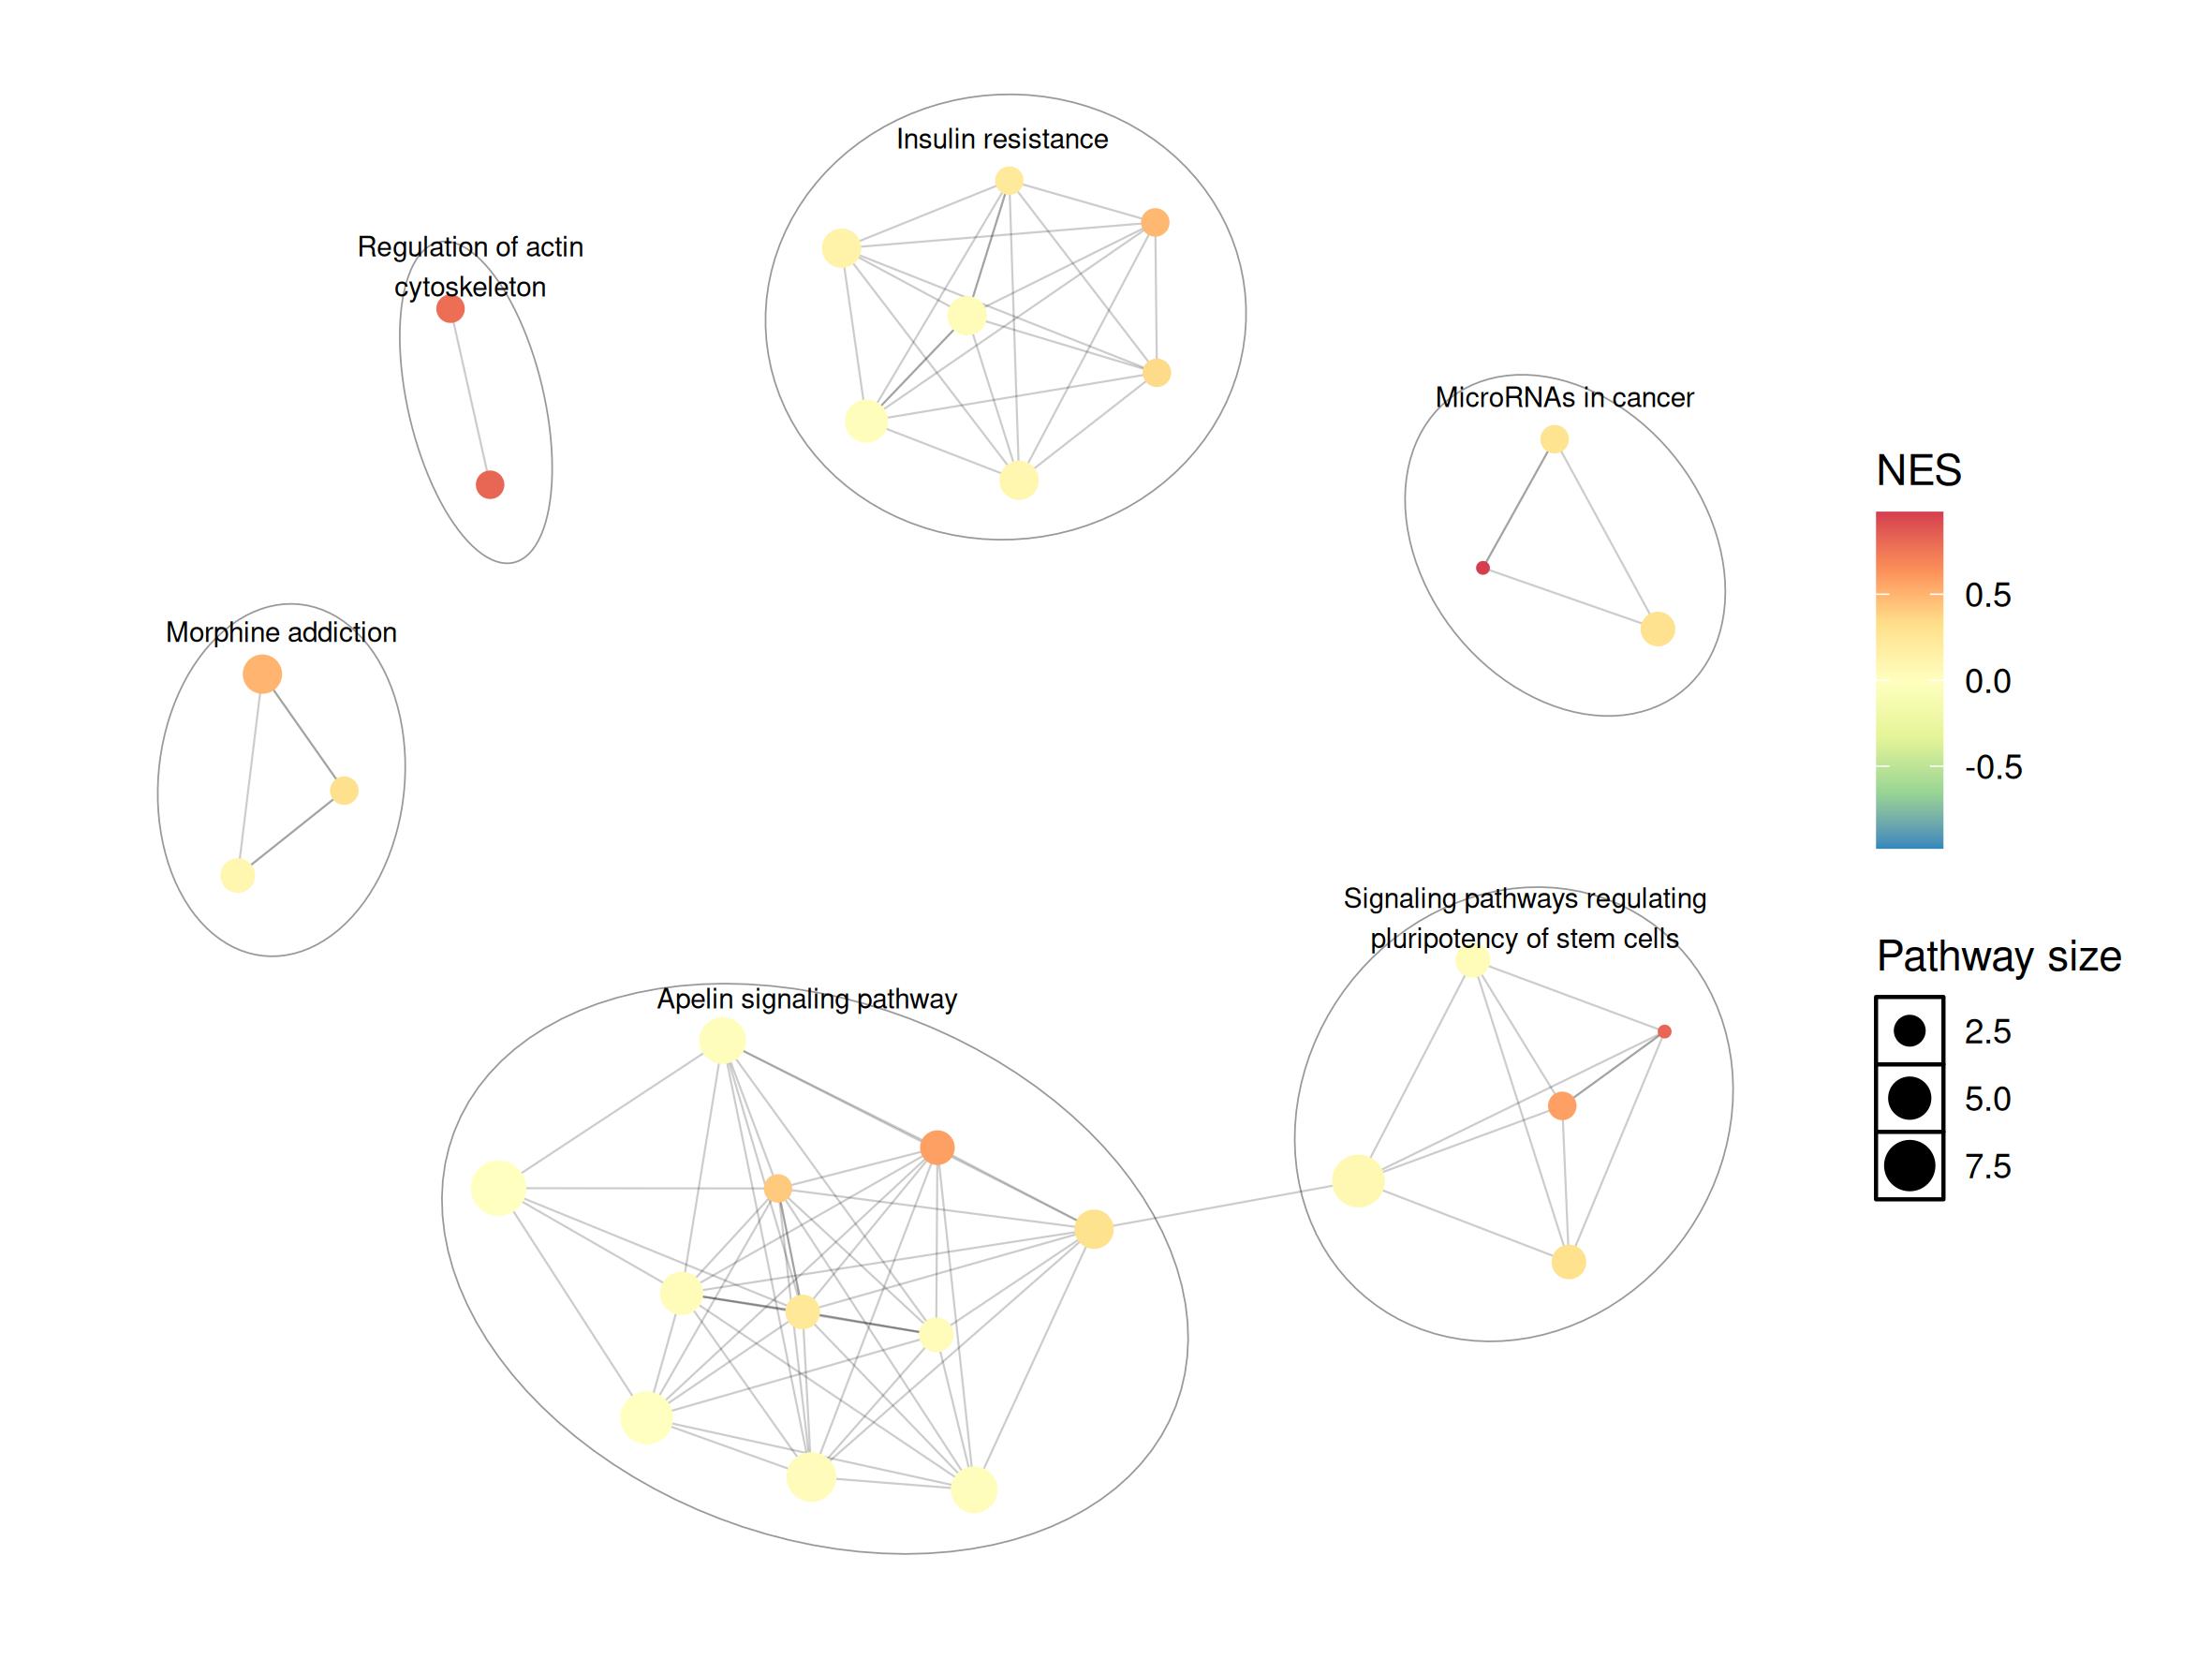 Insulin resistance
Regulation of actin
cytoskeleton
MicroRNAs in cancer
Morphine addiction
Signaling pathways regulating
pluripotency of stem cells
Apelin signaling pathway
NES
0.5
0.0
-0.5
Pathway size
2.5
5.0
7.5